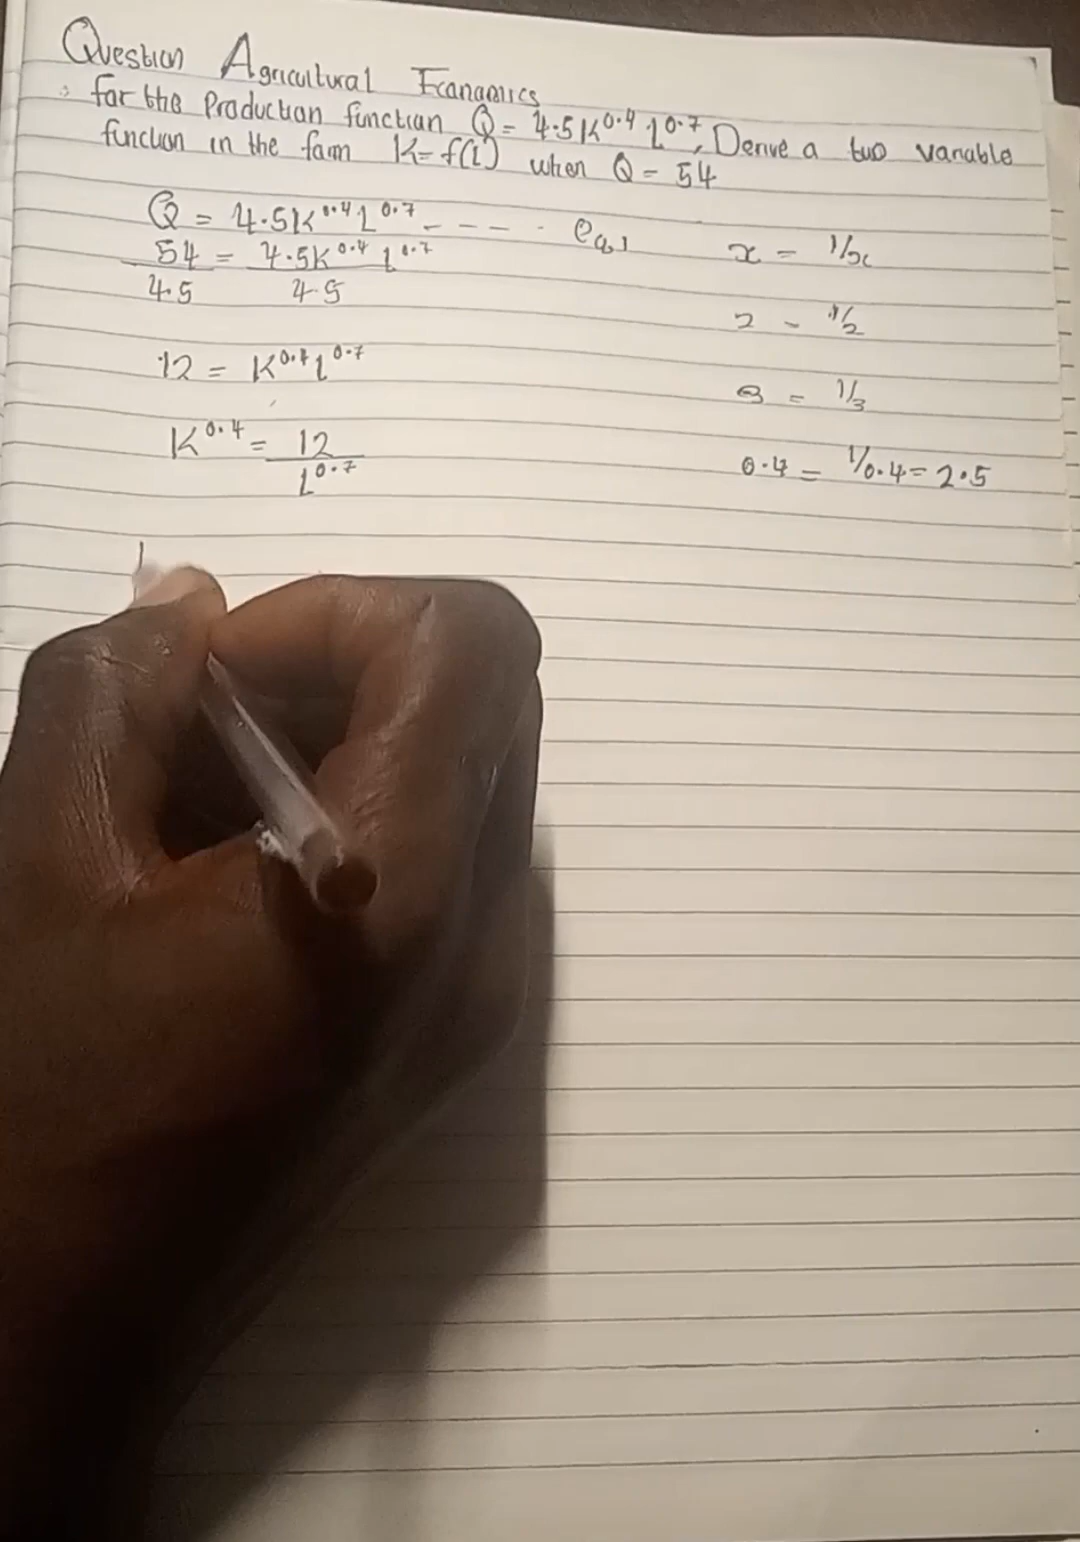 Question Agricultural Economics
For the Production function Q = 4.5K^0.4 L^0.7, Derive a two variable
function in the form K = f(L) when Q = 54
Q = 4.5K^0.4 L^0.7 - - - - eq1
54 = 4.5K^0.4 L^0.7
4.5 4.5
12 = K^0.4 L^0.7
K^0.4 = 12
L^0.7
x = 1/x
2 = 1/2
3 = 1/3
0.4 = 1/0.4 = 2.5